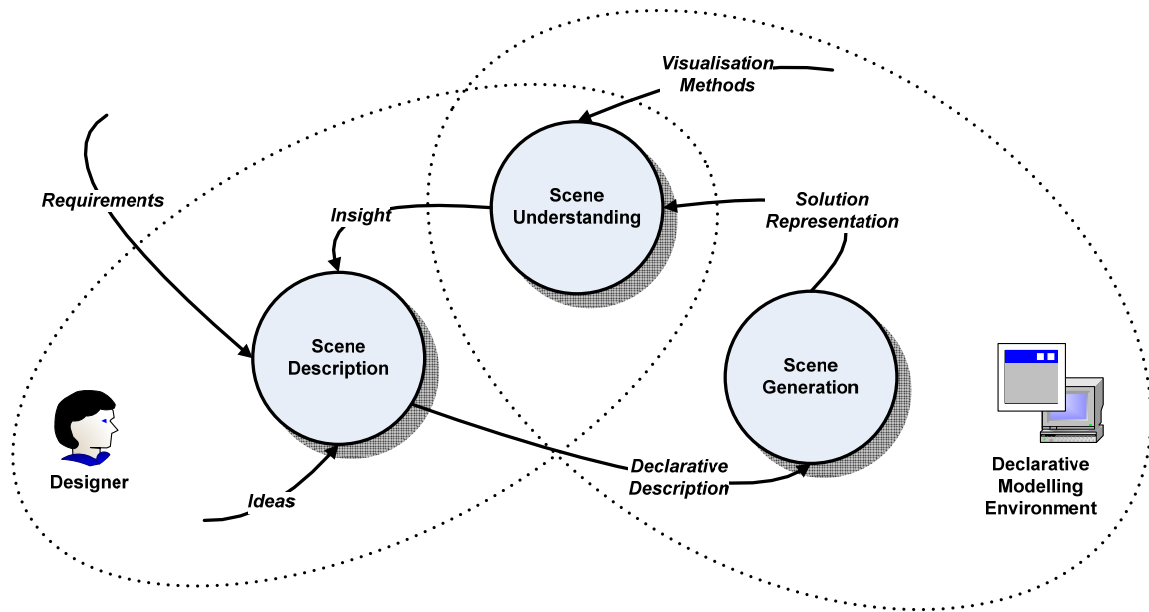 Visualisation
Methods
Requirements
Insight
Scene
Understanding
Solution
Representation
Scene
Description
Scene
Generation
Designer
Ideas
Declarative
Description
Declarative
Modelling
Environment